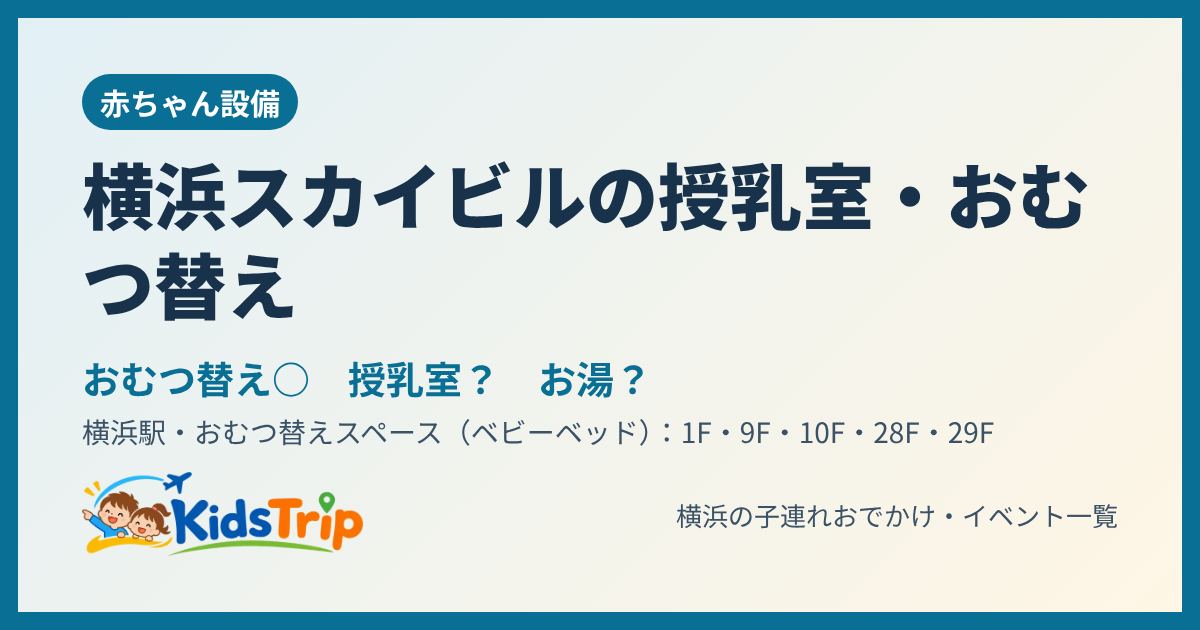 赤ちゃん設備
横浜スカイビルの授乳室・おむ
つ替え
おむつ替え○　授乳室？　お湯？
横浜駅・おむつ替えスペース（ベビーベッド）：1F・9F・10F・28F・29F
KidsTrip
横浜の子連れおでかけ・イベント一覧